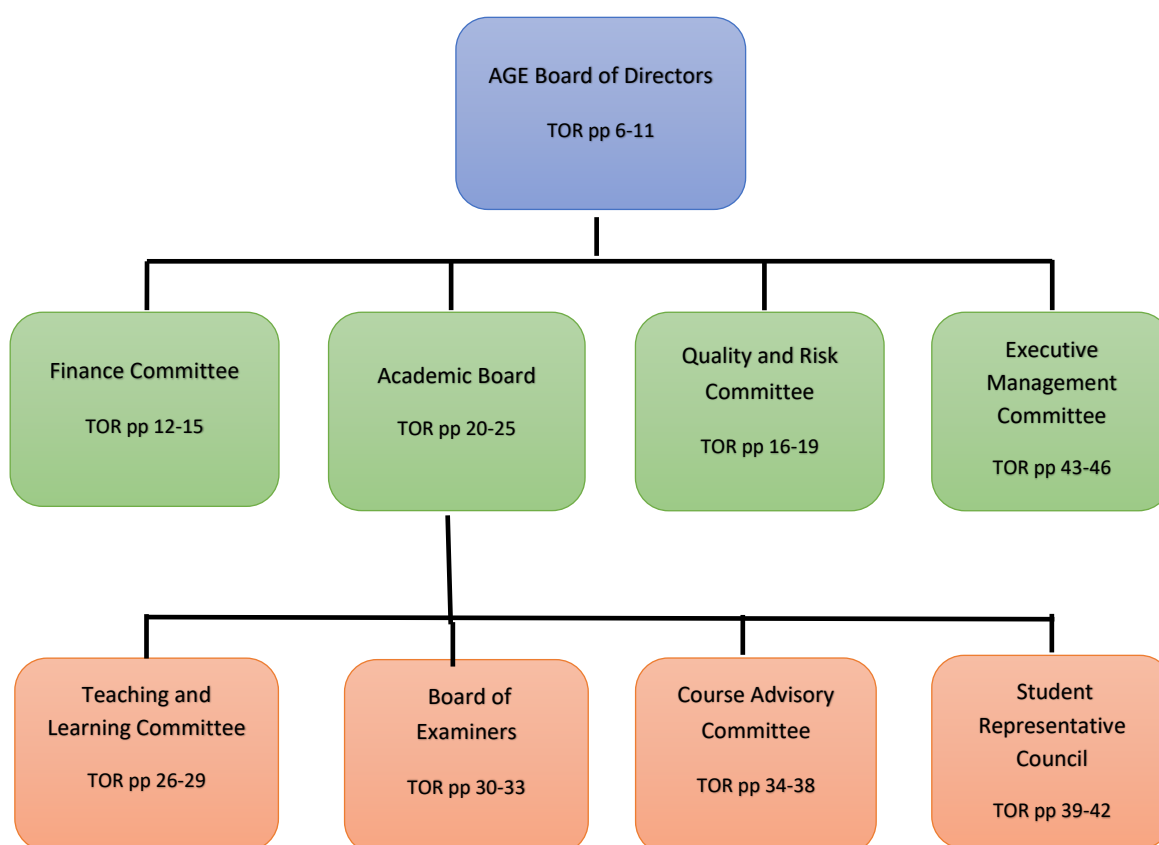 AGE Board of Directors
TOR pp 6-11
Finance Committee
TOR pp 12-15
Academic Board
TOR pp 20-25
Quality and Risk
Committee
TOR pp 16-19
Executive
Management
Committee
TOR pp 43-46
Teaching and
Learning Committee
TOR pp 26-29
Board of
Examiners
TOR pp 30-33
Course Advisory
Committee
TOR pp 34-38
Student
Representative
Council
TOR pp 39-42